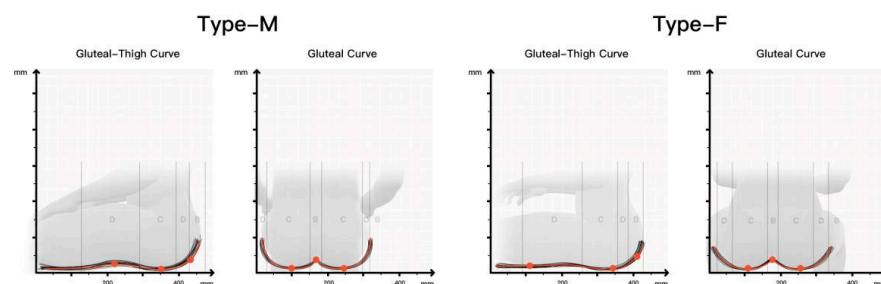 Type-M
Type-F
Gluteal-Thigh Curve
Gluteal Curve
Gluteal-Thigh Curve
Gluteal Curve
mm
mm
mm
mm
D C D B
D C B C D B
D C D B
D C B C D B
200 400 mm
200 400 mm
200 400 mm
200 400 mm